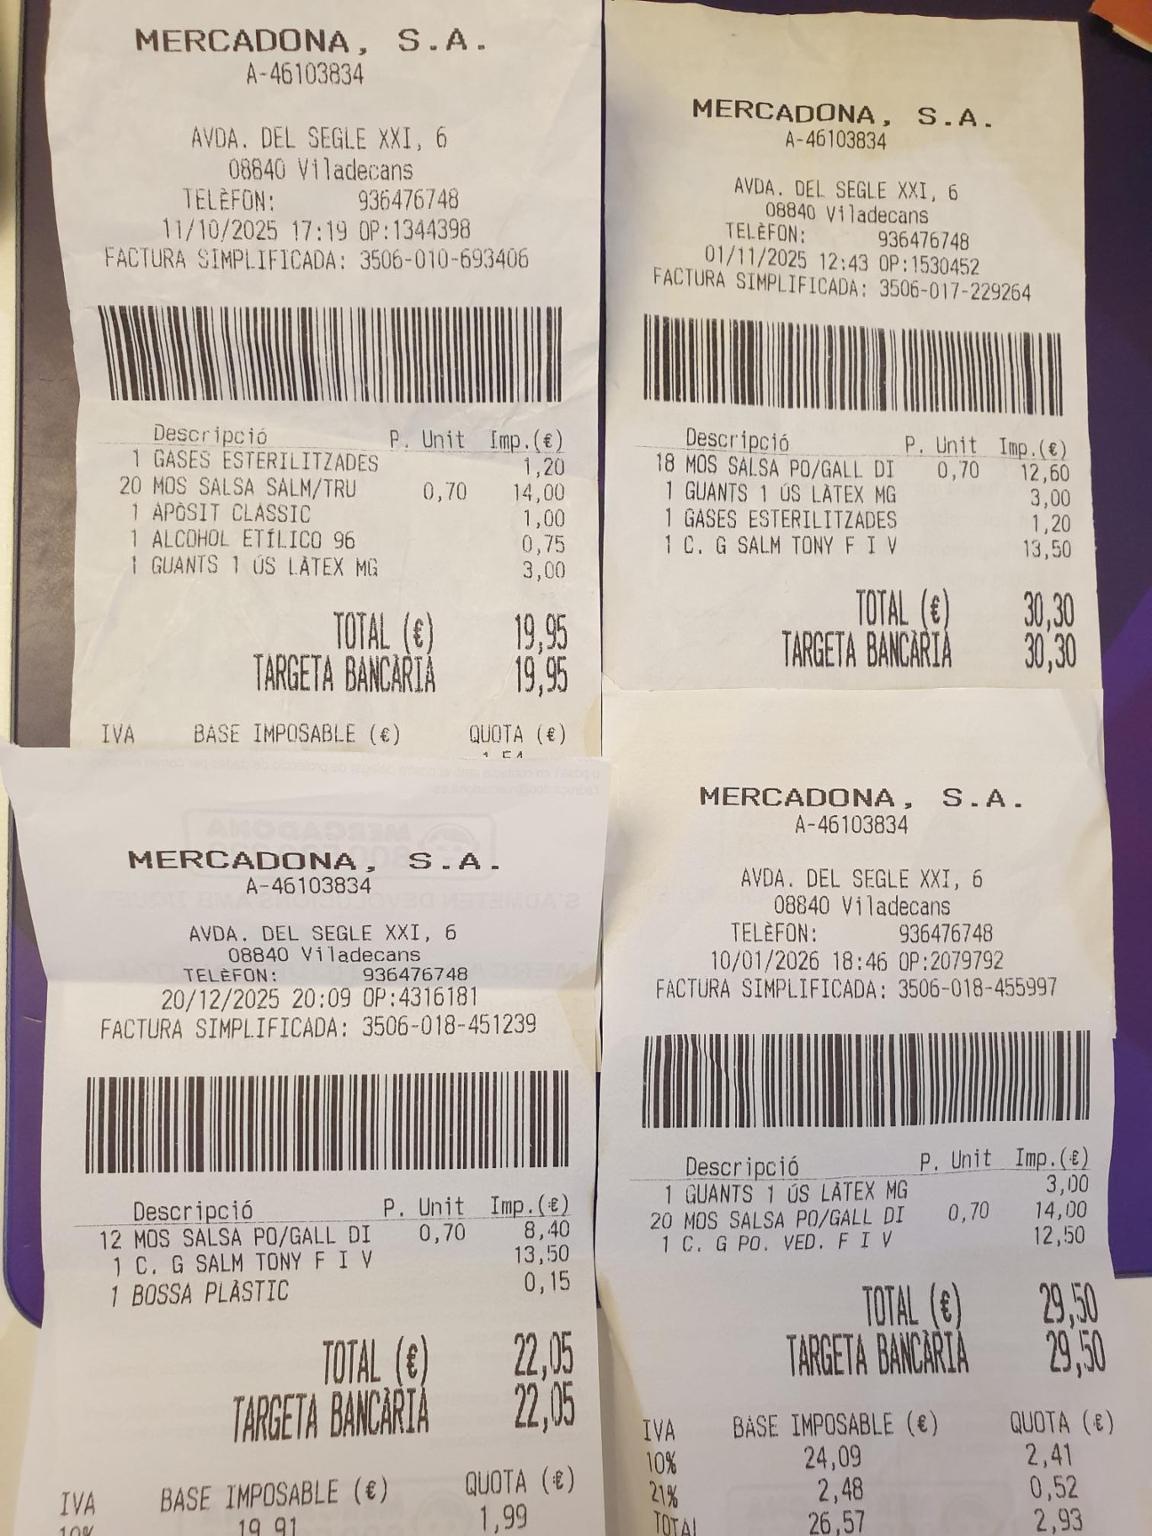 MERCADONA, S.A.
A-46103834
AVDA. DEL SEGLE XXI, 6
08840 Viladecans
TELÈFON: 936476748
11/10/2025 17:19 OP:1344398
FACTURA SIMPLIFICADA: 3506-010-693406
Descripció P. Unit Imp.(€)
1 GASES ESTERILITZADES 1,20
20 MOS SALSA SALM/TRU 0,70 14,00
1 APÒSIT CLASSIC 1,00
1 ALCOHOL ETÍLICO 96 0,75
1 GUANTS 1 ÚS LÀTEX MG 3,00
TOTAL (€) 19,95
TARGETA BANCÀRIA 19,95
IVA BASE IMPOSABLE (€) QUOTA (€)
MERCADONA, S.A.
A-46103834
AVDA. DEL SEGLE XXI, 6
08840 Viladecans
TELÈFON: 936476748
01/11/2025 12:43 OP:1530452
FACTURA SIMPLIFICADA: 3506-017-229264
Descripció P. Unit Imp.(€)
18 MOS SALSA PO/GALL DI 0,70 12,60
1 GUANTS 1 ÚS LÀTEX MG 3,00
1 GASES ESTERILITZADES 1,20
1 C. G SALM TONY F I V 13,50
TOTAL (€) 30,30
TARGETA BANCÀRIA 30,30
MERCADONA, S.A.
A-46103834
AVDA. DEL SEGLE XXI, 6
08840 Viladecans
TELÈFON: 936476748
20/12/2025 20:09 OP:4316181
FACTURA SIMPLIFICADA: 3506-018-451239
Descripció P. Unit Imp.(€)
12 MOS SALSA PO/GALL DI 0,70 8,40
1 C. G SALM TONY F I V 13,50
1 BOSSA PLÀSTIC 0,15
TOTAL (€) 22,05
TARGETA BANCÀRIA 22,05
IVA BASE IMPOSABLE (€) QUOTA (€)
10% 19,91 1,99
MERCADONA, S.A.
A-46103834
AVDA. DEL SEGLE XXI, 6
08840 Viladecans
TELÈFON: 936476748
10/01/2026 18:46 OP:2079792
FACTURA SIMPLIFICADA: 3506-018-455997
Descripció P. Unit Imp.(€)
1 GUANTS 1 ÚS LÀTEX MG 3,00
20 MOS SALSA PO/GALL DI 0,70 14,00
1 C. G PO. VED. F I V 12,50
TOTAL (€) 29,50
TARGETA BANCÀRIA 29,50
IVA BASE IMPOSABLE (€) QUOTA (€)
10% 24,09 2,41
21% 2,48 0,52
TOTAL 26,57 2,93